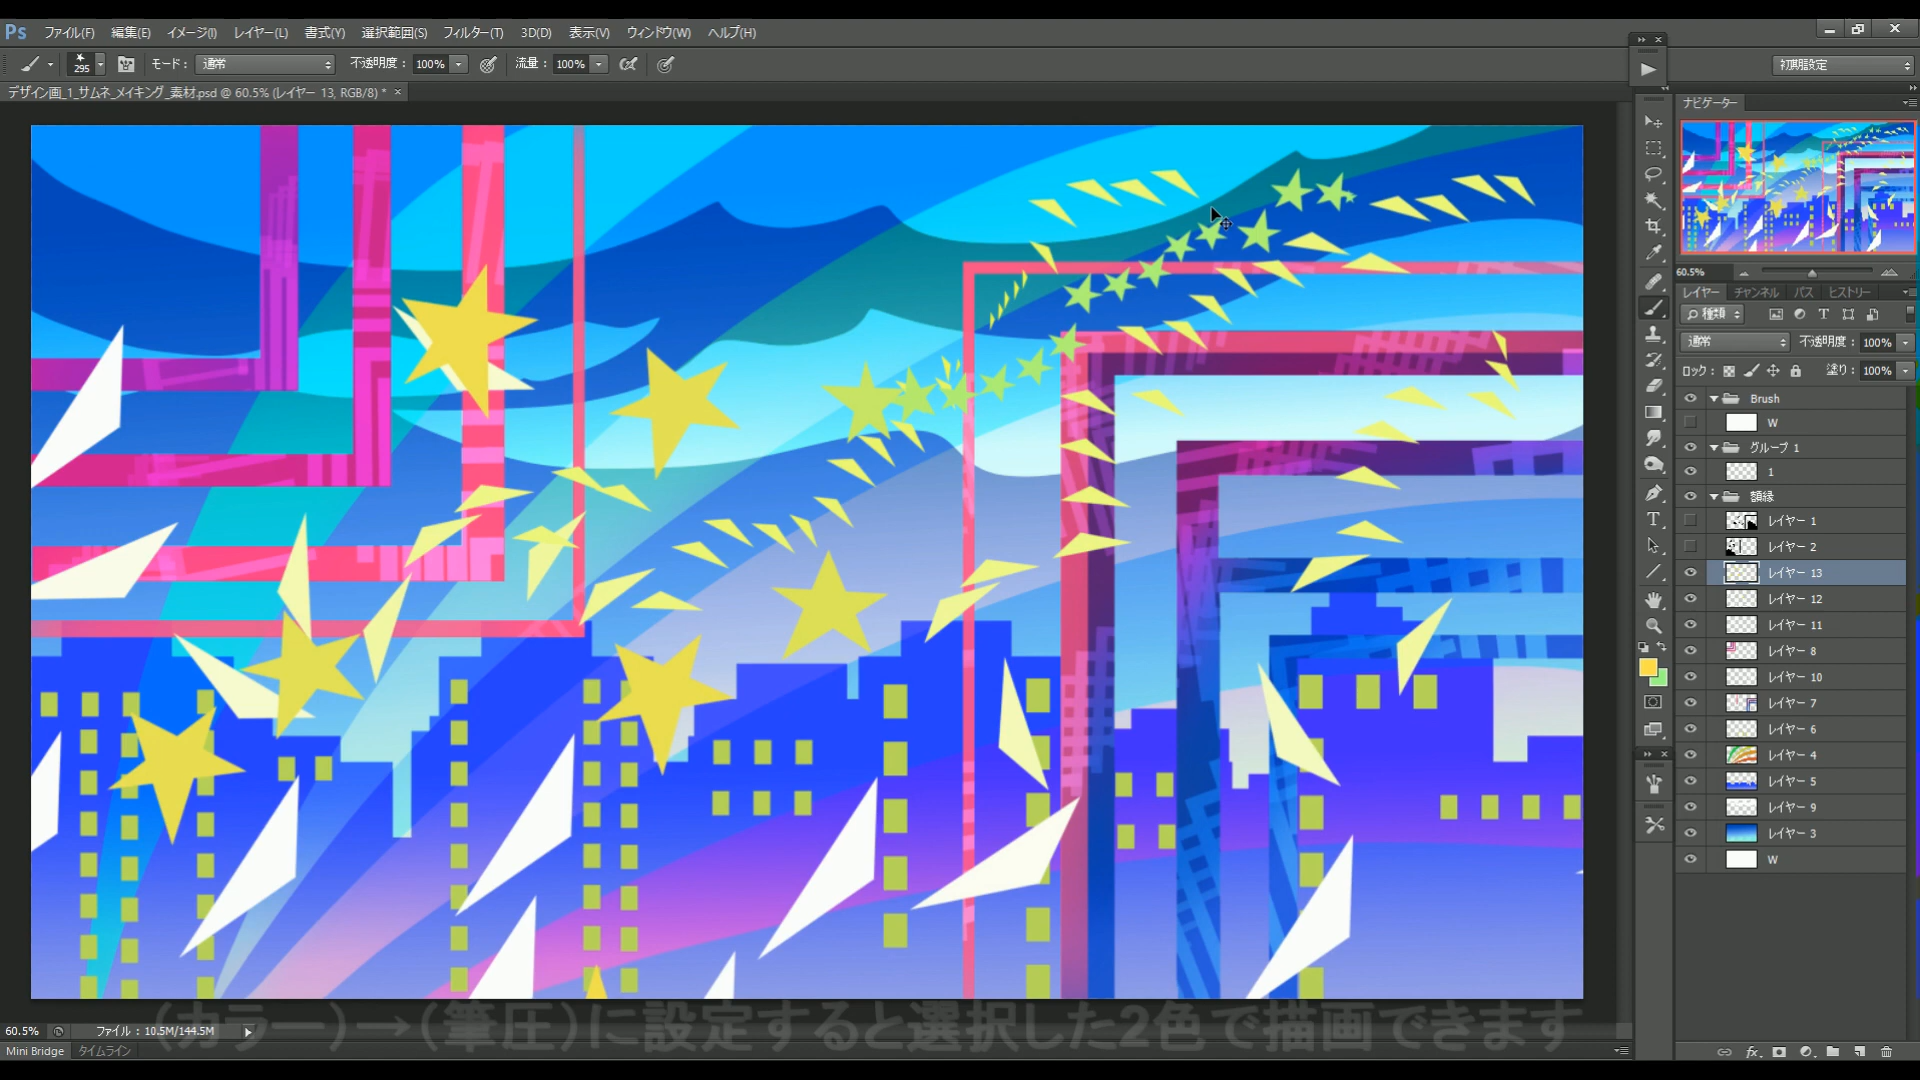 Ps ファイル(F) 編集(E) イメージ(I) レイヤー(L) 書式(Y) 選択範囲(S) フィルター(T) 3D(D) 表示(V) ウィンドウ(W) ヘルプ(H)
295 モード : 通常 不透明度 : 100% 流量 : 100% 初期設定
デザイン画_1_サムネ_メイキング_素材.psd @ 60.5% (レイヤー 13, RGB/8) * ×
ナビゲーター
60.5%
レイヤー チャンネル パス ヒストリー
種類
通常 不透明度 : 100%
ロック : 塗り : 100%
Brush
W
グループ 1
1
額縁
レイヤー 1
レイヤー 2
レイヤー 13
レイヤー 12
レイヤー 11
レイヤー 8
レイヤー 10
レイヤー 7
レイヤー 6
レイヤー 4
レイヤー 5
レイヤー 9
レイヤー 3
W
(カラー)→(筆圧)に設定すると選択した2色で描画できます
60.5% ファイル : 10.5M/144.5M
Mini Bridge タイムライン
fx